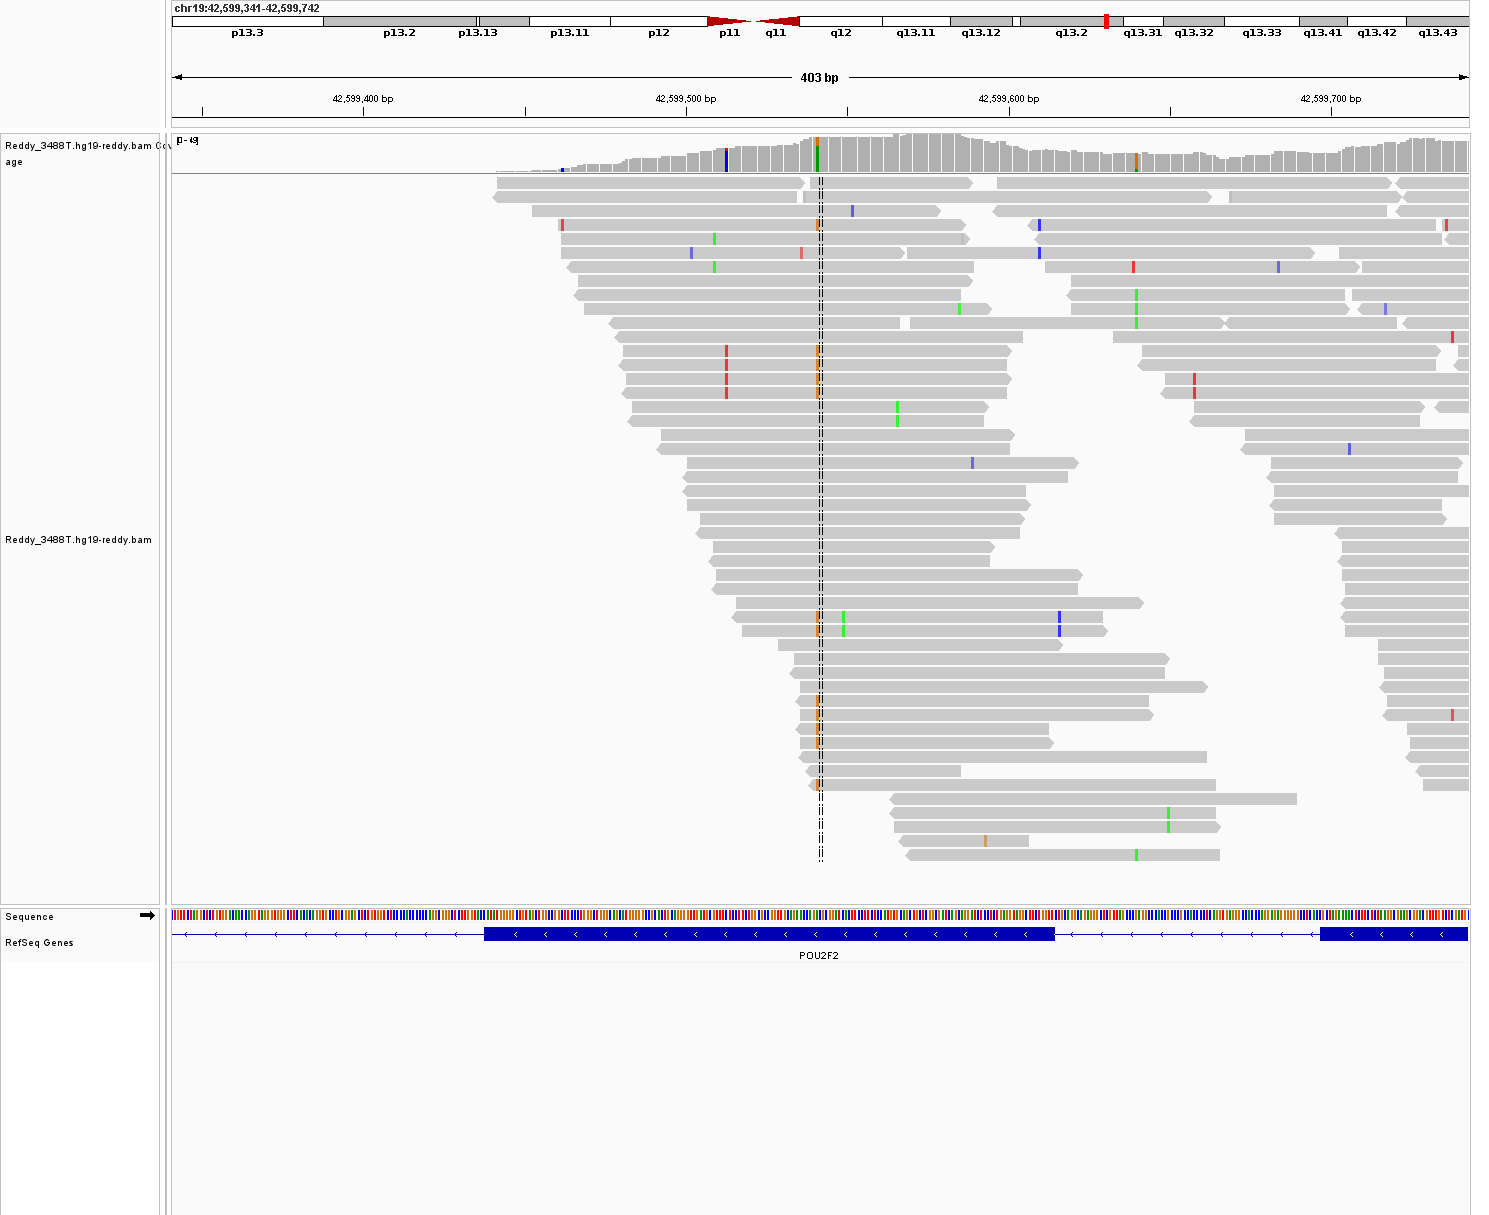 chr19:42,599,341-42,599,742
p13.3 p13.2 p13.13 p13.11 p12 p11 q11 q12 q13.11 q13.12 q13.2 q13.31 q13.32 q13.33 q13.41 q13.42 q13.43
403 bp
42,599,400 bp 42,599,500 bp 42,599,600 bp 42,599,700 bp
Reddy_3488T.hg19-reddy.bam Cov
age
Reddy_3488T.hg19-reddy.bam
Sequence
RefSeq Genes
POU2F2